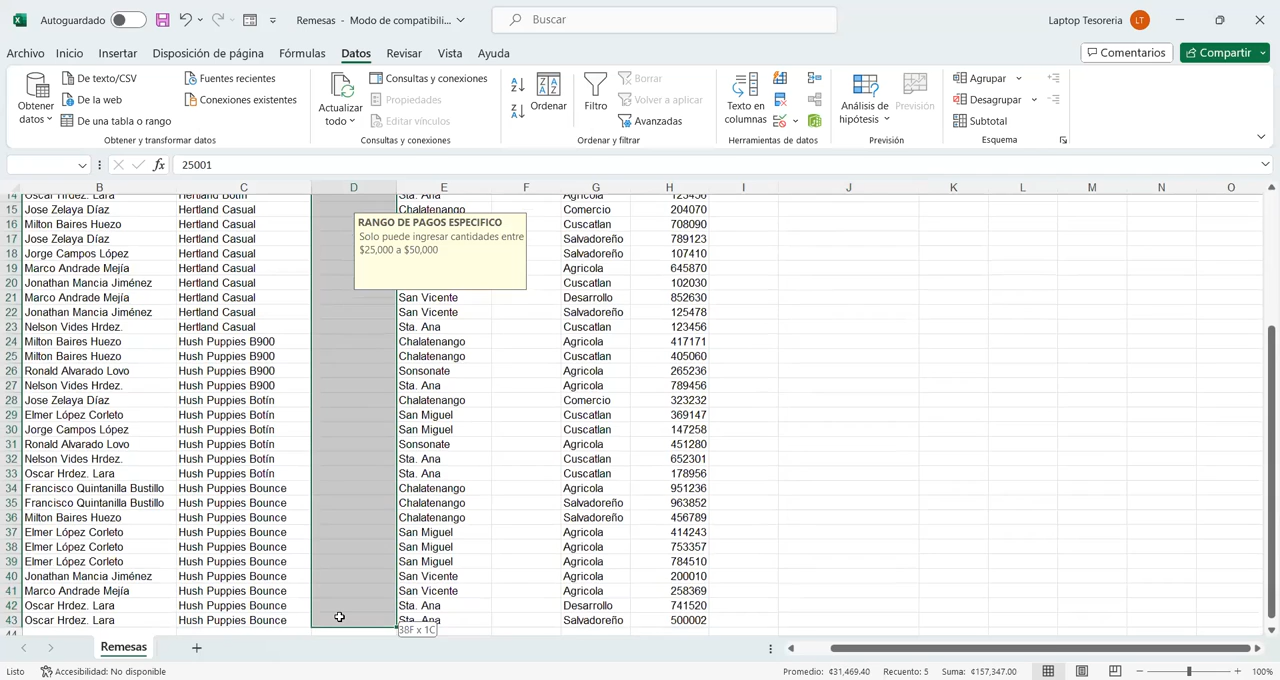 Autoguardado
Remesas - Modo de compatibili...
Buscar
Laptop Tesoreria
LT
Archivo Inicio Insertar Disposición de página Fórmulas Datos Revisar Vista Ayuda
Comentarios
Compartir
Obtener datos
De texto/CSV
De la web
De una tabla o rango
Fuentes recientes
Conexiones existentes
Obtener y transformar datos
Actualizar todo
Consultas y conexiones
Propiedades
Editar vínculos
Consultas y conexiones
Ordenar
Filtro
Borrar
Volver a aplicar
Avanzadas
Ordenar y filtrar
Texto en columnas
Herramientas de datos
Análisis de hipótesis
Previsión
Previsión
Agrupar
Desagrupar
Subtotal
Esquema
fx 25001
B C D E F G H I J K L M N O
14 Oscar Hrdez. Lara Hertland Botín Sta. Ana Agricola 123456
15 Jose Zelaya Díaz Hertland Casual Chalatenango Comercio 204070
16 Milton Baires Huezo Hertland Casual Cuscatlan 708090
17 Jose Zelaya Díaz Hertland Casual Salvadoreño 789123
18 Jorge Campos López Hertland Casual Salvadoreño 107410
19 Marco Andrade Mejía Hertland Casual Agricola 645870
20 Jonathan Mancia Jiménez Hertland Casual Cuscatlan 102030
21 Marco Andrade Mejía Hertland Casual San Vicente Desarrollo 852630
22 Jonathan Mancia Jiménez Hertland Casual San Vicente Salvadoreño 125478
23 Nelson Vides Hrdez. Hertland Casual Sta. Ana Cuscatlan 123456
24 Milton Baires Huezo Hush Puppies B900 Chalatenango Agricola 417171
25 Milton Baires Huezo Hush Puppies B900 Chalatenango Cuscatlan 405060
26 Ronald Alvarado Lovo Hush Puppies B900 Sonsonate Agricola 265236
27 Nelson Vides Hrdez. Hush Puppies B900 Sta. Ana Agricola 789456
28 Jose Zelaya Díaz Hush Puppies Botín Chalatenango Comercio 323232
29 Elmer López Corleto Hush Puppies Botín San Miguel Cuscatlan 369147
30 Jorge Campos López Hush Puppies Botín San Miguel Cuscatlan 147258
31 Ronald Alvarado Lovo Hush Puppies Botín Sonsonate Agricola 451280
32 Nelson Vides Hrdez. Hush Puppies Botín Sta. Ana Cuscatlan 652301
33 Oscar Hrdez. Lara Hush Puppies Botín Sta. Ana Cuscatlan 178956
34 Francisco Quintanilla Bustillo Hush Puppies Bounce Chalatenango Agricola 951236
35 Francisco Quintanilla Bustillo Hush Puppies Bounce Chalatenango Salvadoreño 963852
36 Milton Baires Huezo Hush Puppies Bounce Chalatenango Cuscatlan 456789
37 Elmer López Corleto Hush Puppies Bounce San Miguel Agricola 414243
38 Elmer López Corleto Hush Puppies Bounce San Miguel Agricola 753357
39 Elmer López Corleto Hush Puppies Bounce San Miguel Agricola 784510
40 Jonathan Mancia Jiménez Hush Puppies Bounce San Vicente Agricola 200010
41 Marco Andrade Mejía Hush Puppies Bounce San Vicente Agricola 258369
42 Oscar Hrdez. Lara Hush Puppies Bounce Sta. Ana Desarrollo 741520
43 Oscar Hrdez. Lara Hush Puppies Bounce Sta. Ana Salvadoreño 500002
44
RANGO DE PAGOS ESPECIFICO
Solo puede ingresar cantidades entre
$25,000 a $50,000
38F x 1C
Remesas
Listo
Accesibilidad: No disponible
Promedio: ₡31,469.40 Recuento: 5 Suma: ₡157,347.00
100%